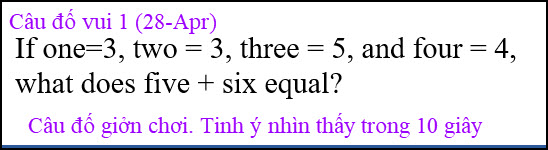 Câu đố vui 1 (28-Apr)
If one=3, two = 3, three = 5, and four = 4,
what does five + six equal?
Câu đố giờn chơi. Tinh ý nhìn thấy trong 10 giây